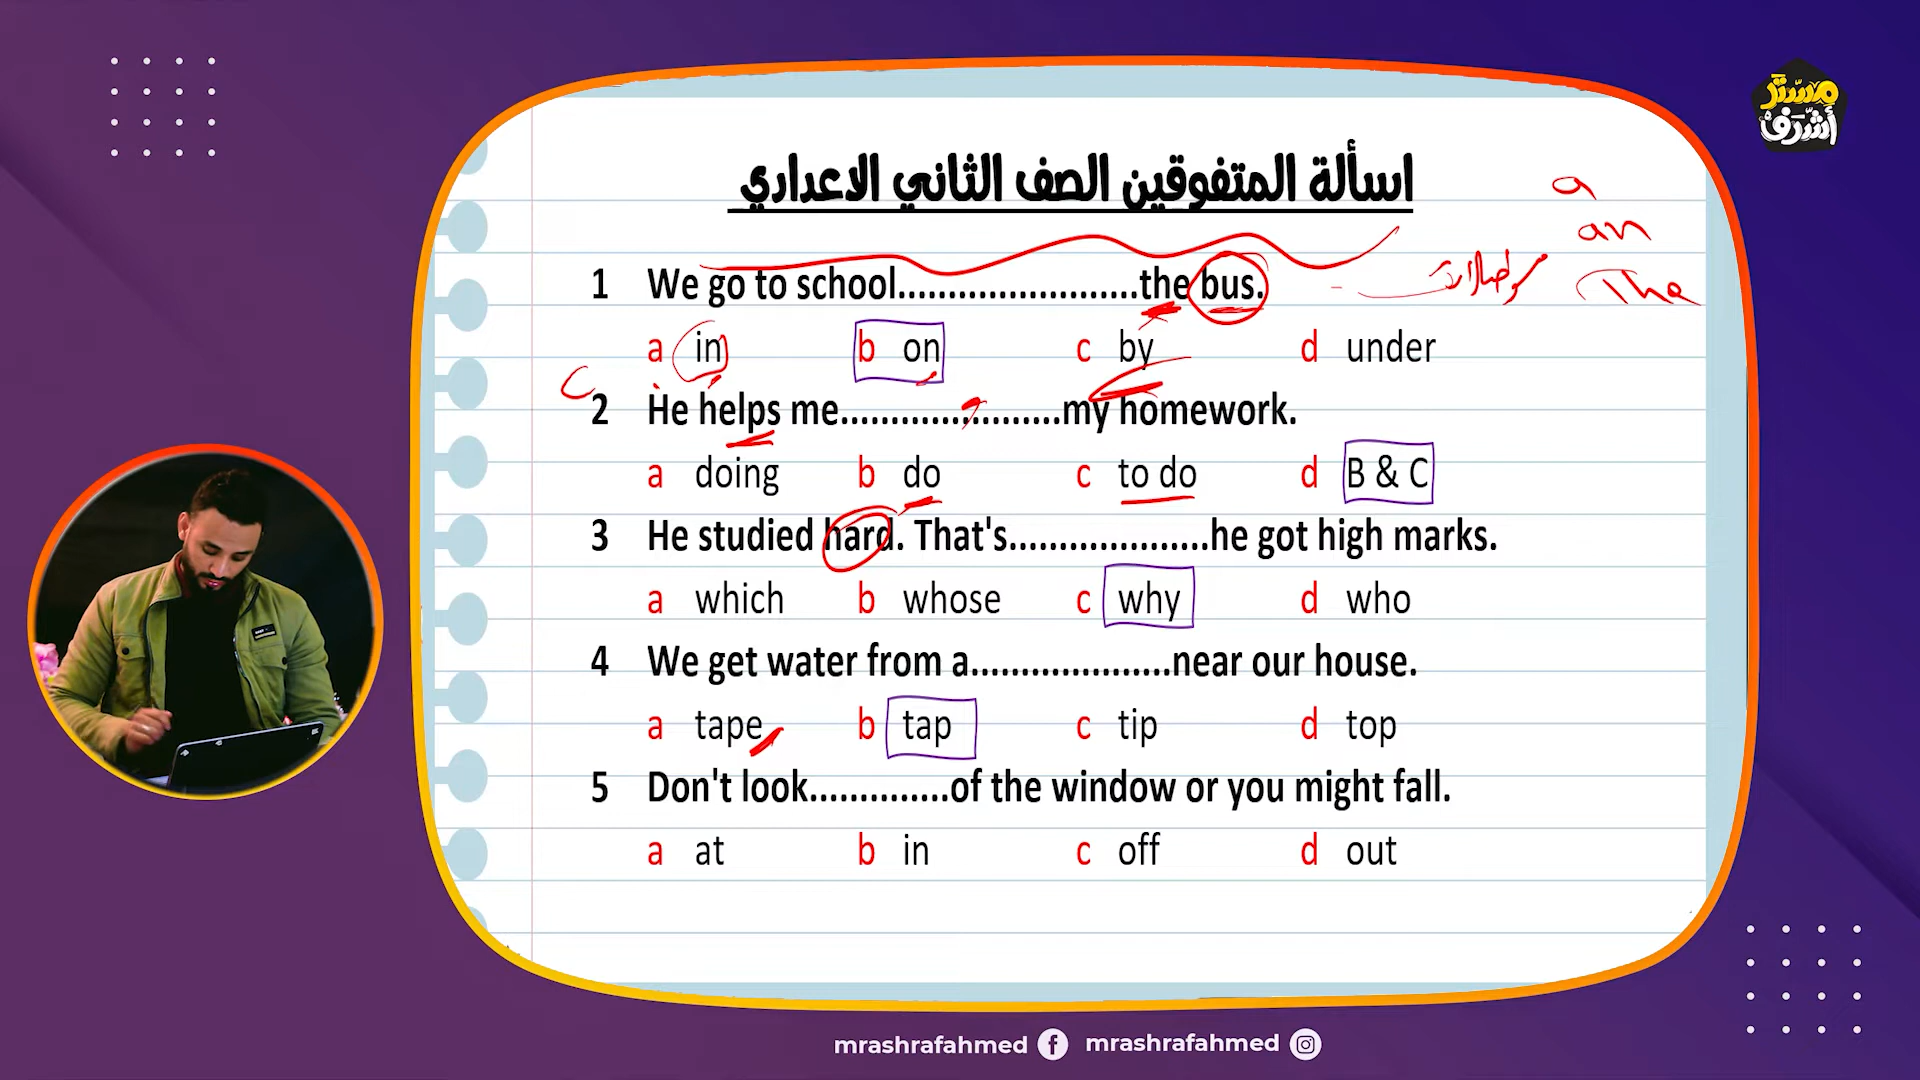 مستر
أشرف
اسألة المتفوقين الصف الثاني الاعدادي
a
an
The
مواصلات
1 We go to school........................the bus.
a in b on c by d under
c
2 He helps me......................my homework.
a doing b do c to do d B & C
3 He studied hard. That's....................he got high marks.
a which b whose c why d who
4 We get water from a....................near our house.
a tape b tap c tip d top
5 Don't look..............of the window or you might fall.
a at b in c off d out
mrashrafahmed mrashrafahmed